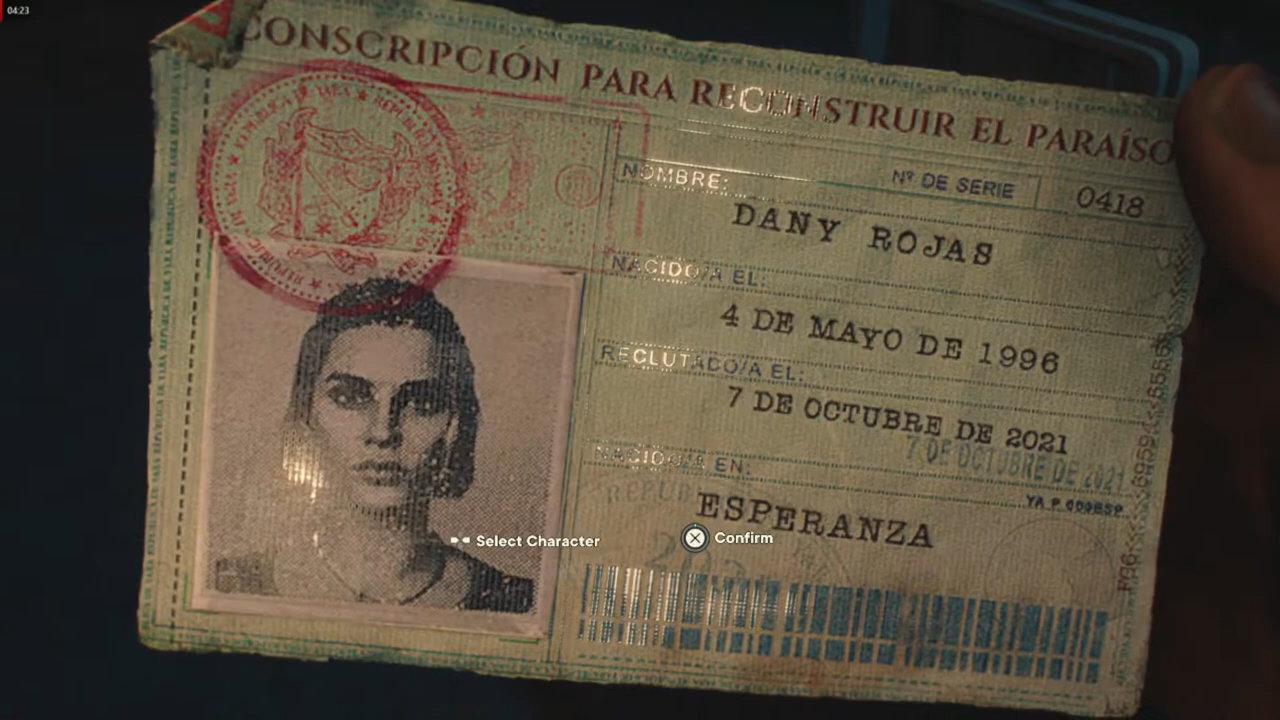 04:23
CONSCRIPCIÓN PARA RECONSTRUIR EL PARAÍSO
NOMBRE:
Nº DE SERIE
0418
DANY ROJAS
NACIDO/A EL:
4 DE MAYO DE 1996
RECLUTADO/A EL:
7 DE OCTUBRE DE 2021
7 DE OCTUBRE DE 2021
NACIDO/A EN:
ESPERANZA
Select Character
Confirm